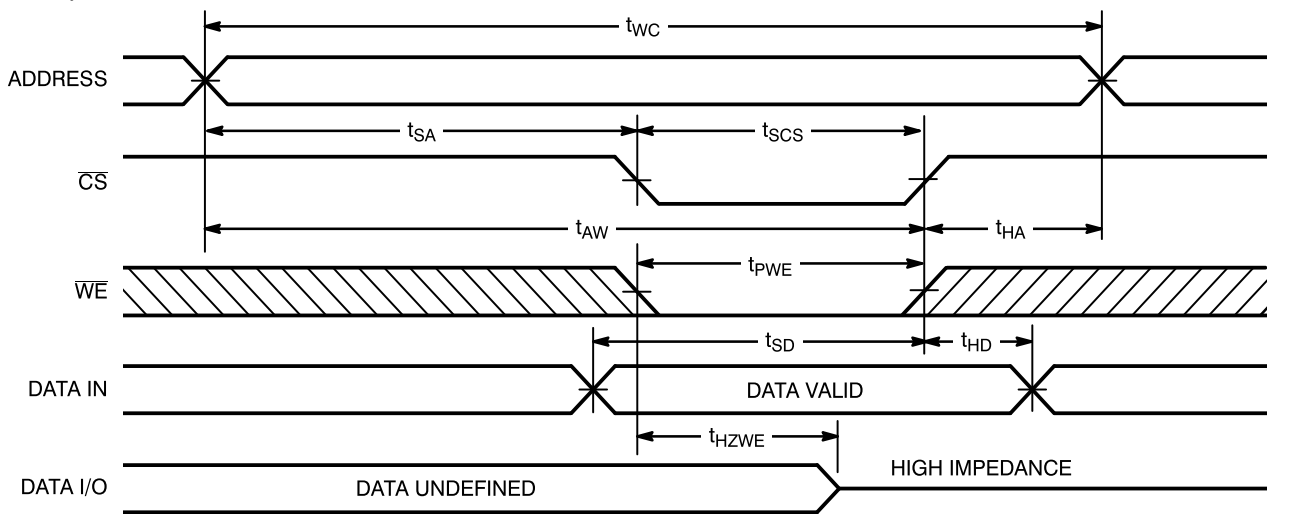 tWC
ADDRESS
tSA
tSCS
CS
tAW
tHA
tPWE
WE
tSD
tHD
DATA IN
DATA VALID
tHZWE
HIGH IMPEDANCE
DATA I/O
DATA UNDEFINED